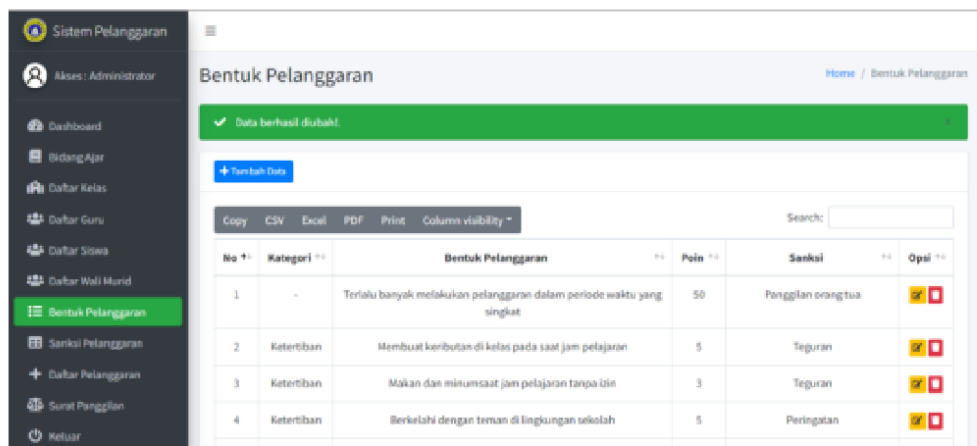 Sistem Pelanggaran
Akses : Administrator
Dashboard
Bidang Ajar
Daftar Kelas
Daftar Guru
Daftar Siswa
Daftar Wali Murid
Bentuk Pelanggaran
Sanksi Pelanggaran
Daftar Pelanggaran
Surat Panggilan
Keluar
Bentuk Pelanggaran
Home / Bentuk Pelanggaran
Data berhasil diubah!.
Tambah Data
Copy CSV Excel PDF Print Column visibility
Search:
No Kategori Bentuk Pelanggaran Poin Sanksi Opsi
1 - Terlalu banyak melakukan pelanggaran dalam periode waktu yang 50 Panggilan orang tua
singkat
2 Ketertiban Membuat keributan di kelas pada saat jam pelajaran 5 Teguran
3 Ketertiban Makan dan minumsaat jam pelajaran tanpa izin 3 Teguran
4 Ketertiban Berkelahi dengan teman di lingkungan sekolah 5 Peringatan